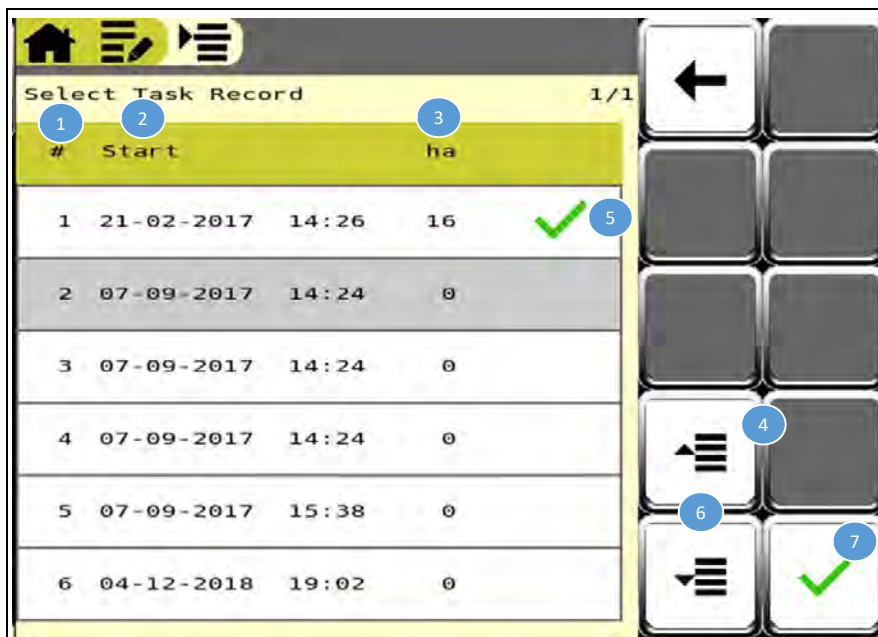 Select Task Record 1/1
1 2 3
# Start ha
1 21-02-2017 14:26 16 5
2 07-09-2017 14:24 0
3 07-09-2017 14:24 0
4 07-09-2017 14:24 0
4
5 07-09-2017 15:38 0
6
7
6 04-12-2018 19:02 0